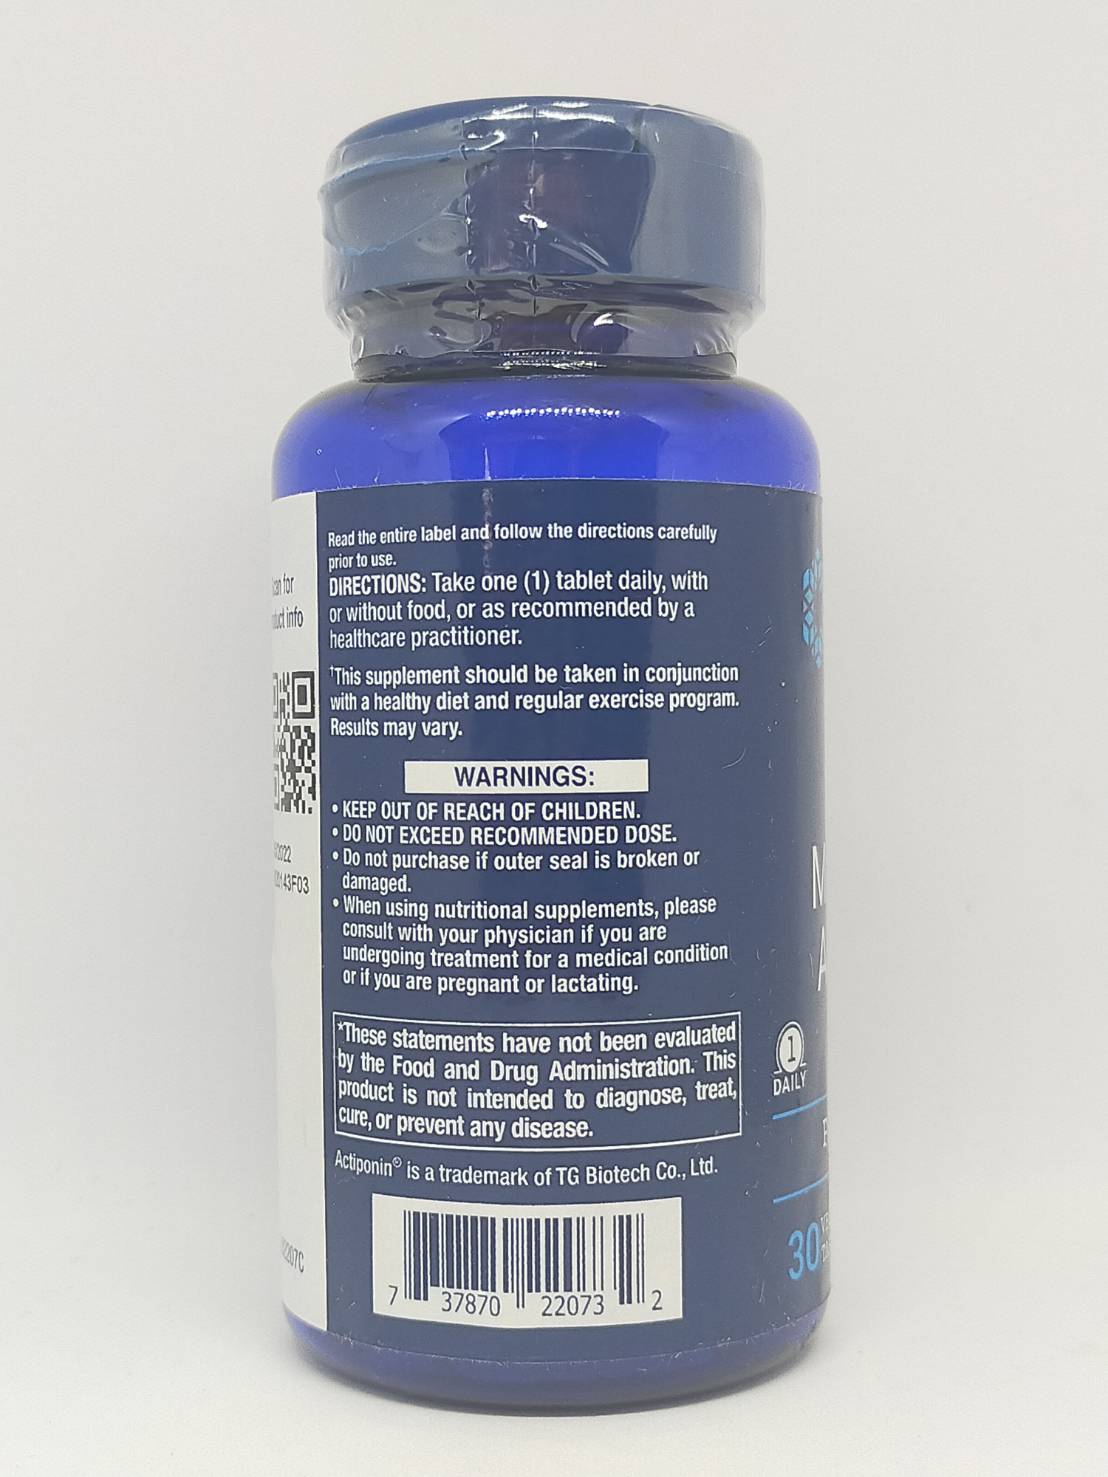 Read the entire label and follow the directions carefully
prior to use.
DIRECTIONS: Take one (1) tablet daily, with
or without food, or as recommended by a
healthcare practitioner.
†This supplement should be taken in conjunction
with a healthy diet and regular exercise program.
Results may vary.
WARNINGS:
• KEEP OUT OF REACH OF CHILDREN.
• DO NOT EXCEED RECOMMENDED DOSE.
• Do not purchase if outer seal is broken or
damaged.
• When using nutritional supplements, please
consult with your physician if you are
undergoing treatment for a medical condition
or if you are pregnant or lactating.
*These statements have not been evaluated
by the Food and Drug Administration. This
product is not intended to diagnose, treat,
cure, or prevent any disease.
Actiponin® is a trademark of TG Biotech Co., Ltd.
7 37870 22073 2
for
info
1
DAILY
30